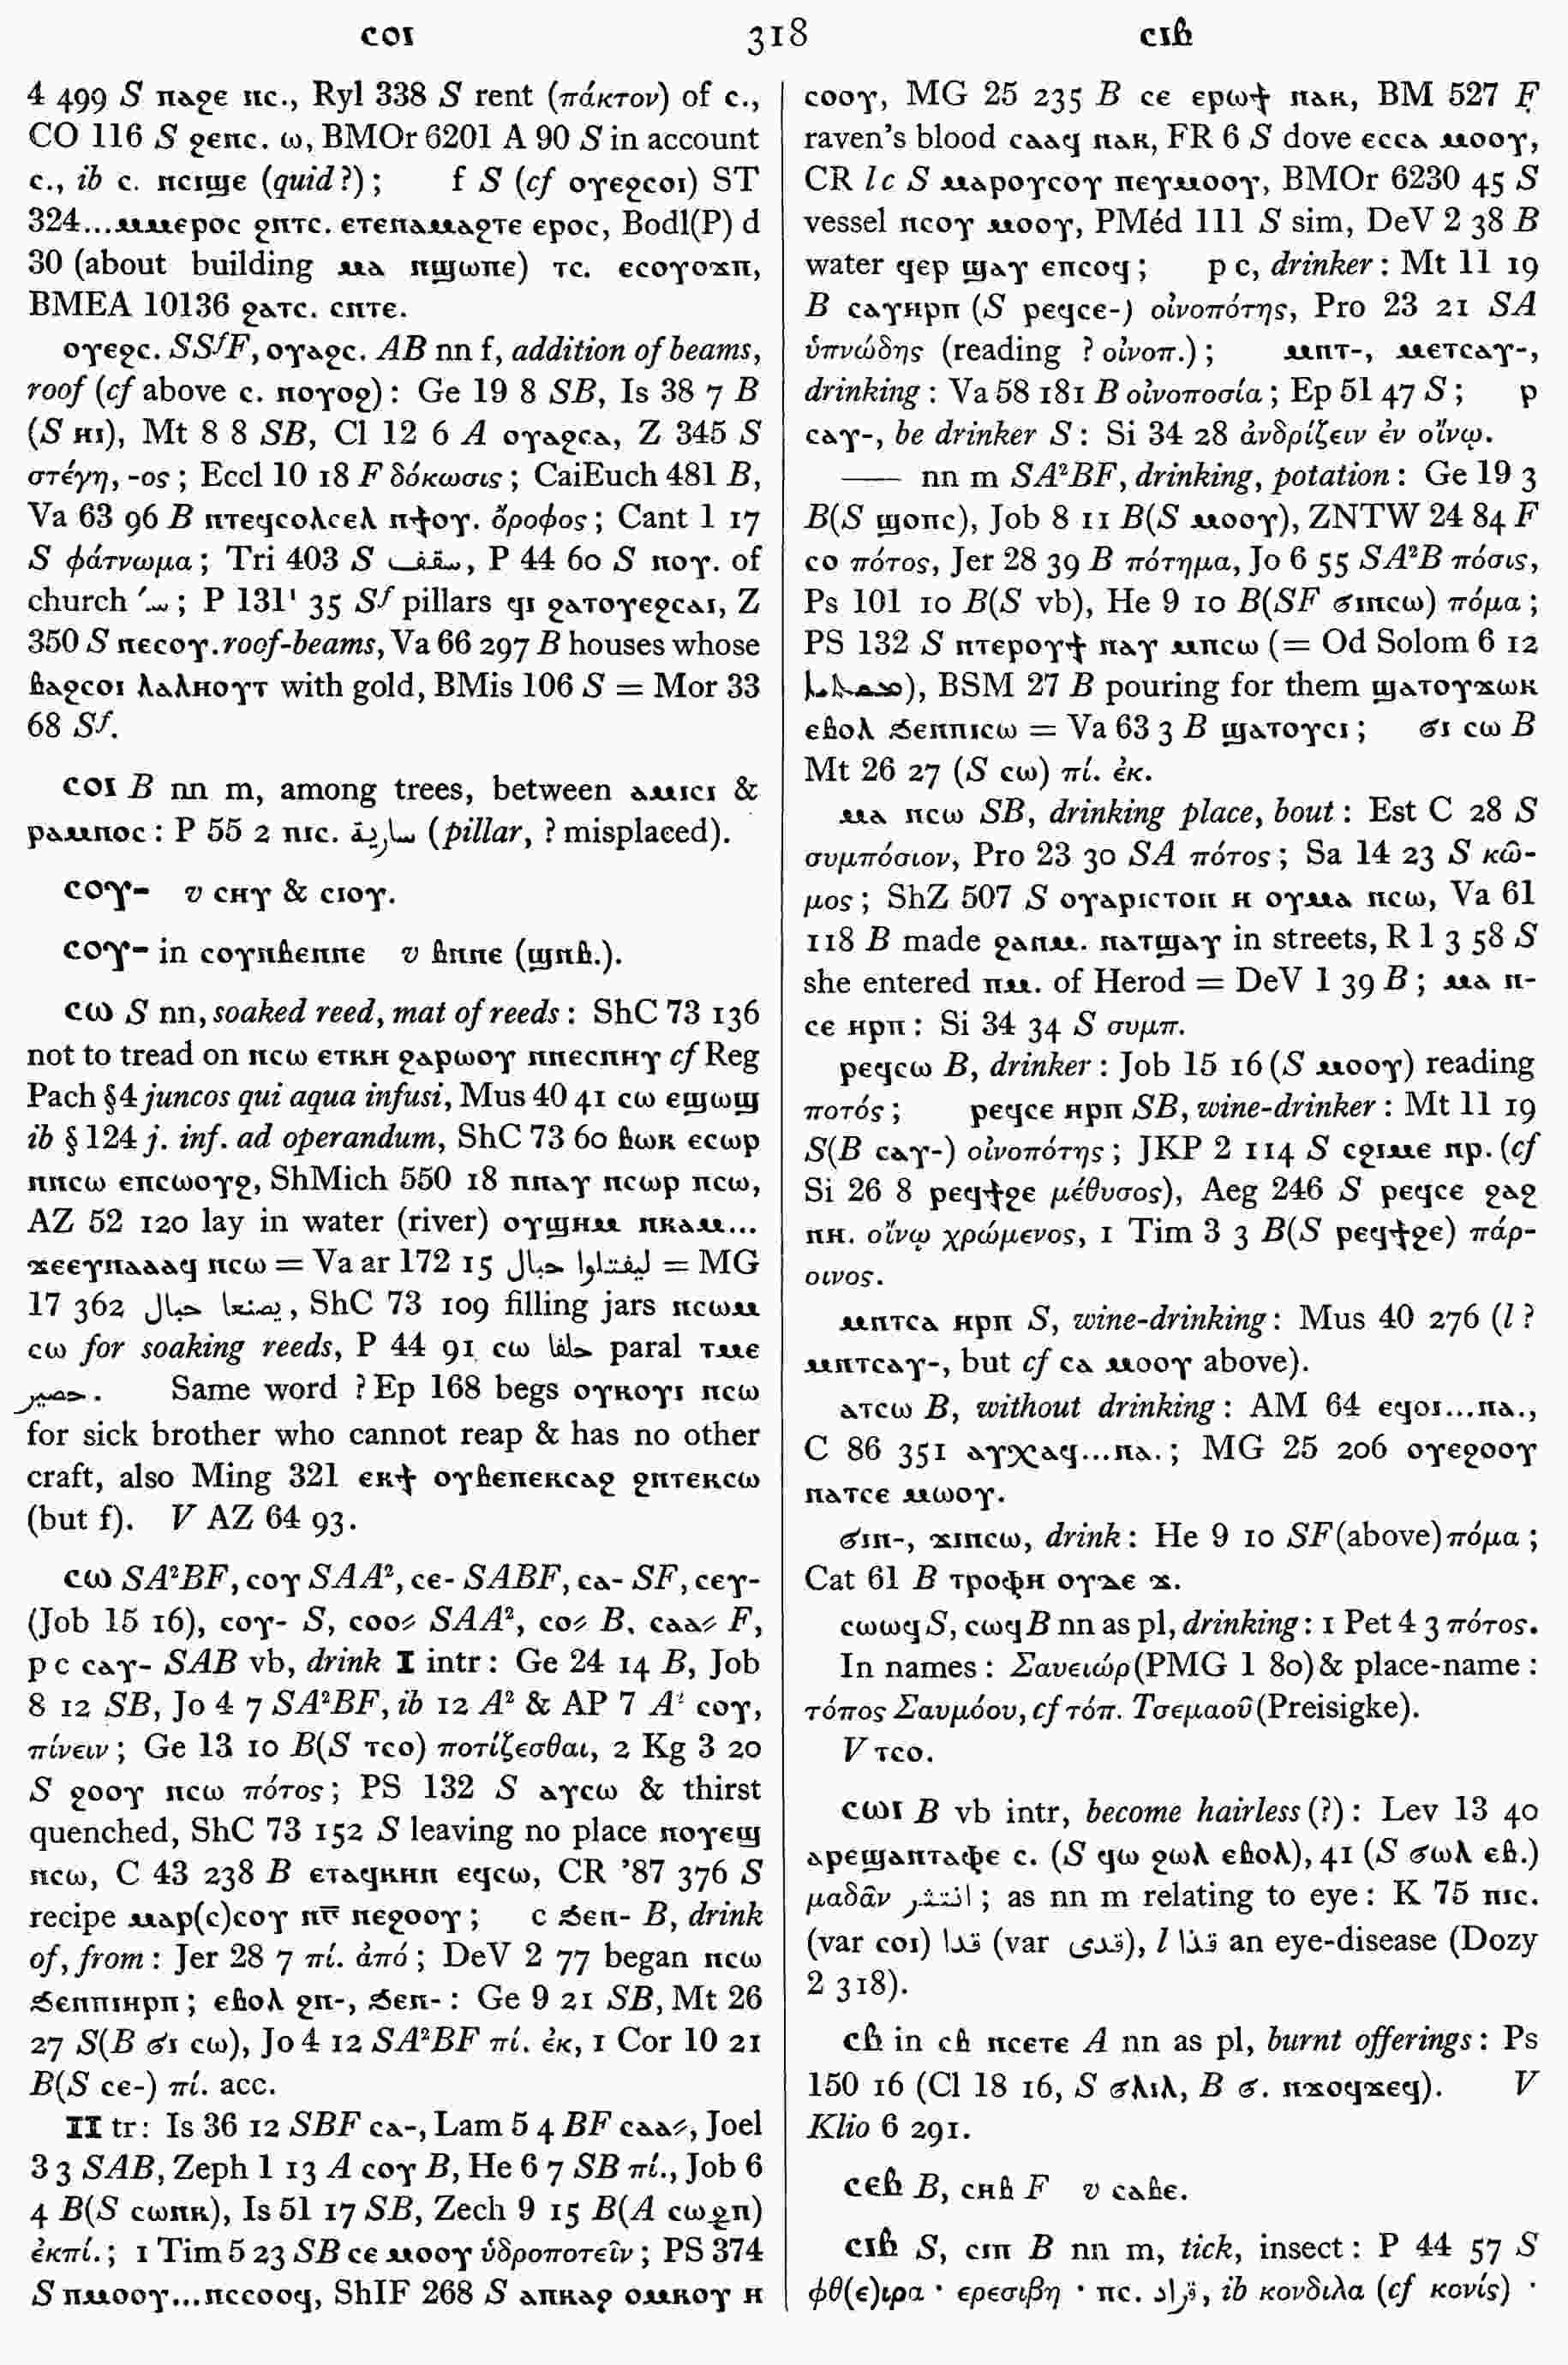 ⲥⲟⲓ 318 ⲥⲓⲃ
4 499 S ⲡⲁϩⲉ ⲛⲥ., Ryl 338 S rent (πάκτον) of c.,
CO 116 S ϩⲉⲛⲥ. ⲱ, BMOr 6201 A 90 S in account
c., ib c. ⲛⲥⲓϣⲉ (quid?); f S (cf ⲟⲩⲉϩⲥⲟⲓ) ST
324...ⲙⲙⲉⲣⲟⲥ ϩⲛⲧⲥ. ⲉⲧⲉⲛⲁⲙⲁϩⲧⲉ ⲉⲣⲟⲥ, Bodl(P) d
30 (about building ⲙⲁ ⲛϣⲱⲡⲉ) ⲧⲥ. ⲉⲥⲟⲩⲟϫⲡ,
BMEA 10136 ϩⲁⲧⲥ. ⲥⲛⲧⲉ.
ⲟⲩⲉϩⲥ. SSᶠF, ⲟⲩⲁϩⲥ. AB nn f, addition of beams,
roof (cf above c. ⲛⲟⲩⲟϩ): Ge 19 8 SB, Is 38 7 B
(S ⲏⲓ), Mt 8 8 SB, Cl 12 6 A ⲟⲩⲁϩⲥⲁ, Z 345 S
στέγη, -ος; Eccl 10 18 F δόκωσις; CaiEuch 481 B,
Va 63 96 B ⲛⲧⲉϥⲥⲟⲗⲥⲉⲗ ⲛϯⲟⲩ. ὄροφος; Cant 1 17
S φάτνωμα; Tri 403 S سقف, P 44 60 S ⲛⲟⲩ. of
church ; P 131¹ 35 Sᶠ pillars ϥⲓ ϩⲁⲧⲟⲩⲉϩⲥⲁⲓ, Z
350 S ⲛⲉⲥⲟⲩ. roof-beams, Va 66 297 B houses whose
ⲃⲁϩⲥⲟⲓ ⲗⲁⲗⲏⲟⲩⲧ with gold, BMis 106 S = Mor 33
68 Sᶠ.
ⲥⲟⲓ B nn m, among trees, between ⲁⲙⲓⲥⲓ &
ⲣⲁⲙⲛⲟⲥ: P 55 2 ⲡⲓⲥ. سارية (pillar, ? misplaced).
ⲥⲟⲩ- v ⲥⲏⲩ & ⲥⲓⲟⲩ.
ⲥⲟⲩ- in ⲥⲟⲩⲛⲃⲉⲛⲛⲉ v ⲃⲛⲛⲉ (ϣⲛⲃ.).
ⲥⲱ S nn, soaked reed, mat of reeds: ShC 73 136
not to tread on ⲛⲥⲱ ⲉⲧⲕⲏ ϩⲁⲣⲱⲟⲩ ⲛⲛⲉⲥⲛⲏⲩ cf Reg
Pach §4 juncos qui aqua infusi, Mus 40 41 ⲥⲱ ⲉϣⲱϣ
ib § 124 j. inf. ad operandum, ShC 73 60 ⲃⲱⲕ ⲉⲥⲱⲣ
ⲛⲛⲥⲱ ⲉⲛⲥⲱⲟⲩϩ, ShMich 550 18 ⲡⲛⲁⲩ ⲛⲥⲱⲣ ⲛⲥⲱ,
AZ 52 120 lay in water (river) ⲟⲩϣⲏⲙ ⲛⲕⲁⲙ...
ϫⲉⲉⲩⲛⲁⲁⲁϥ ⲛⲥⲱ = Va ar 172 15 ليفتلوا حبال = MG
17 362 يصنعا حبال, ShC 73 109 filling jars ⲛⲥⲱⲙ
ⲥⲱ for soaking reeds, P 44 91 ⲥⲱ حلفا paral ⲧⲙⲉ
حصير. Same word ? Ep 168 begs ⲟⲩⲕⲟⲩⲓ ⲛⲥⲱ
for sick brother who cannot reap & has no other
craft, also Ming 321 ⲉⲕϯ ⲟⲩⲃⲉⲛⲉⲕⲥⲁϩ ϩⲛⲧⲉⲕⲥⲱ
(but f). V AZ 64 93.
ⲥⲱ SA²BF, ⲥⲟⲩ SAA², ⲥⲉ- SABF, ⲥⲁ- SF, ⲥⲉⲩ-
(Job 15 16), ⲥⲟⲩ- S, ⲥⲟⲟ⸗ SAA², ⲥⲟ⸗ B, ⲥⲁⲁ⸗ F,
p c ⲥⲁⲩ- SAB vb, drink I intr: Ge 24 14 B, Job
8 12 SB, Jo 4 7 SA²BF, ib 12 A² & AP 7 A² ⲥⲟⲩ,
πίνειν; Ge 13 10 B(S ⲧⲥⲟ) ποτίζεσθαι, 2 Kg 3 20
S ϩⲟⲟⲩ ⲛⲥⲱ πότος; PS 132 S ⲁⲩⲥⲱ & thirst
quenched, ShC 73 152 S leaving no place ⲛⲟⲩⲉϣ
ⲛⲥⲱ, C 43 238 B ⲉⲧⲁϥⲕⲏⲛ ⲉϥⲥⲱ, CR '87 376 S
recipe ⲙⲁⲣ(ⲥ)ⲥⲟⲩ ⲛⲅ̅ ⲛⲉϩⲟⲟⲩ; c ϧⲉⲛ- B, drink
of, from: Jer 28 7 πί. ἀπό; DeV 2 77 began ⲛⲥⲱ
ϧⲉⲛⲡⲓⲏⲣⲡ; ⲉⲃⲟⲗ ϩⲛ-, ϧⲉⲛ-: Ge 9 21 SB, Mt 26
27 S(B ϭⲓ ⲥⲱ), Jo 4 12 SA²BF πί. ἐκ, 1 Cor 10 21
B(S ⲥⲉ-) πί. acc.
II tr: Is 36 12 SBF ⲥⲁ-, Lam 5 4 BF ⲥⲁⲁ⸗, Joel
3 3 SAB, Zeph 1 13 A ⲥⲟⲩ B, He 6 7 SB πί., Job 6
4 B(S ⲥⲱⲛⲕ), Is 51 17 SB, Zech 9 15 B(A ⲥⲱϩⲡ)
ἐκπί.; 1 Tim 5 23 SB ⲥⲉ ⲙⲟⲟⲩ ὑδροποτεῖν; PS 374
S ⲡⲙⲟⲟⲩ...ⲛⲥⲥⲟⲟϥ, ShIF 268 S ⲁⲡⲕⲁϩ ⲟⲙⲕⲟⲩ ⲏ
ⲥⲟⲟⲩ, MG 25 235 B ⲥⲉ ⲉⲣⲱϯ ⲛⲁⲕ, BM 527 F
raven's blood ⲥⲁⲁϥ ⲛⲁⲕ, FR 6 S dove ⲉⲥⲥⲁ ⲙⲟⲟⲩ,
CR l c S ⲙⲁⲣⲟⲩⲥⲟⲩ ⲡⲉⲩⲙⲟⲟⲩ, BMOr 6230 45 S
vessel ⲛⲥⲟⲩ ⲙⲟⲟⲩ, PMéd 111 S sim, DeV 2 38 B
water ϥⲉⲣ ϣⲁⲩ ⲉⲛⲥⲟϥ; p c, drinker: Mt 11 19
B ⲥⲁⲩⲏⲣⲡ (S ⲣⲉϥⲥⲉ-) οἰνοπότης, Pro 23 21 SA
ὑπνώδης (reading ? οἰνοπ.); ⲙⲛⲧ-, ⲙⲉⲧⲥⲁⲩ-,
drinking: Va 58 181 B οἰνοποσία; Ep 51 47 S; ⲣ
ⲥⲁⲩ-, be drinker S: Si 34 28 ἀνδρίζειν ἐν οἴνῳ.
—— nn m SA²BF, drinking, potation: Ge 19 3
B(S ϣⲟⲡⲥ), Job 8 11 B(S ⲙⲟⲟⲩ), ZNTW 24 84 F
ⲥⲟ πότος, Jer 28 39 B πότημα, Jo 6 55 SA²B πόσις,
Ps 101 10 B(S vb), He 9 10 B(SF ϭⲓⲛⲥⲱ) πόμα;
PS 132 S ⲛⲧⲉⲣⲟⲩϯ ⲛⲁⲩ ⲙⲡⲥⲱ (= Od Solom 6 12
), BSM 27 B pouring for them ϣⲁⲧⲟⲩϫⲱⲕ
ⲉⲃⲟⲗ ϧⲉⲛⲡⲓⲥⲱ = Va 63 3 B ϣⲁⲧⲟⲩⲥⲓ; ϭⲓ ⲥⲱ B
Mt 26 27 (S ⲥⲱ) πί. ἐκ.
ⲙⲁ ⲛⲥⲱ SB, drinking place, bout: Est C 28 S
συμπόσιον, Pro 23 30 SA πότος; Sa 14 23 S κῶ-
μος; ShZ 507 S ⲟⲩⲁⲣⲓⲥⲧⲟⲛ ⲏ ⲟⲩⲙⲁ ⲛⲥⲱ, Va 61
118 B made ϩⲁⲛⲙ. ⲛⲁⲧϣⲁⲩ in streets, R 1 3 58 S
she entered ⲡⲙ. of Herod = DeV 1 39 B; ⲙⲁ ⲛ-
ⲥⲉ ⲏⲣⲡ: Si 34 34 S συμπ.
ⲣⲉϥⲥⲱ B, drinker: Job 15 16 (S ⲙⲟⲟⲩ) reading
ποτός; ⲣⲉϥⲥⲉ ⲏⲣⲡ SB, wine-drinker: Mt 11 19
S(B ⲥⲁⲩ-) οἰνοπότης; JKP 2 114 S ⲥϩⲓⲙⲉ ⲛⲣ. (cf
Si 26 8 ⲣⲉϥϯϩⲉ μέθυσος), Aeg 246 S ⲣⲉϥⲥⲉ ϩⲁϩ
ⲛⲏ. οἴνῳ χρώμενος, 1 Tim 3 3 B(S ⲣⲉϥϯϩⲉ) πάρ-
οινος.
ⲙⲛⲧⲥⲁ ⲏⲣⲡ S, wine-drinking: Mus 40 276 (l ?
ⲙⲛⲧⲥⲁⲩ-, but cf ⲥⲁ ⲙⲟⲟⲩ above).
ⲁⲧⲥⲱ B, without drinking: AM 64 ⲉϥⲟⲓ...ⲛⲁ.,
C 86 351 ⲁⲩⲭⲁϥ...ⲛⲁ.; MG 25 206 ⲟⲩⲉϩⲟⲟⲩ
ⲛⲁⲧⲥⲉ ⲙⲱⲟⲩ.
ϭⲓⲛ-, ϫⲓⲛⲥⲱ, drink: He 9 10 SF (above) πόμα;
Cat 61 B ⲧⲣⲟⲫⲏ ⲟⲩⲇⲉ ϫ.
ⲥⲱⲱϥ S, ⲥⲱϥ B nn as pl, drinking: 1 Pet 4 3 πότος.
In names: Σανειώρ (PMG 1 80) & place-name:
τόπος Σαυμόου, cf τόπ. Τσεμαοῦ (Preisigke).
V ⲧⲥⲟ.
ⲥⲱⲓ B vb intr, become hairless (?): Lev 13 40
ⲁⲣⲉϣⲁⲛⲧⲁⲫⲉ c. (S ϥⲱ ϩⲱⲗ ⲉⲃⲟⲗ), 41 (S ϭⲱⲗ ⲉⲃ.)
μαδᾶν انتثر; as nn m relating to eye: K 75 ⲡⲓⲥ.
(var ⲥⲟⲓ) قدا (var قدى), l قذا an eye-disease (Dozy
2 318).
ⲥⲃ in ⲥⲃ ⲛⲥⲉⲧⲉ A nn as pl, burnt offerings: Ps
150 16 (Cl 18 16, S ϭⲗⲓⲗ, B ϭ. ⲛϫⲟϥϫⲉϥ). V
Klio 6 291.
ⲥⲉⲃ B, ⲥⲏⲃ F v ⲥⲁⲃⲉ.
ⲥⲓⲃ S, ⲥⲓⲡ B nn m, tick, insect: P 44 57 S
φθ(ε)ιρα · ερεσιβη · ⲡⲥ. قراد, ib κονδιλα (cf κονίς) ·